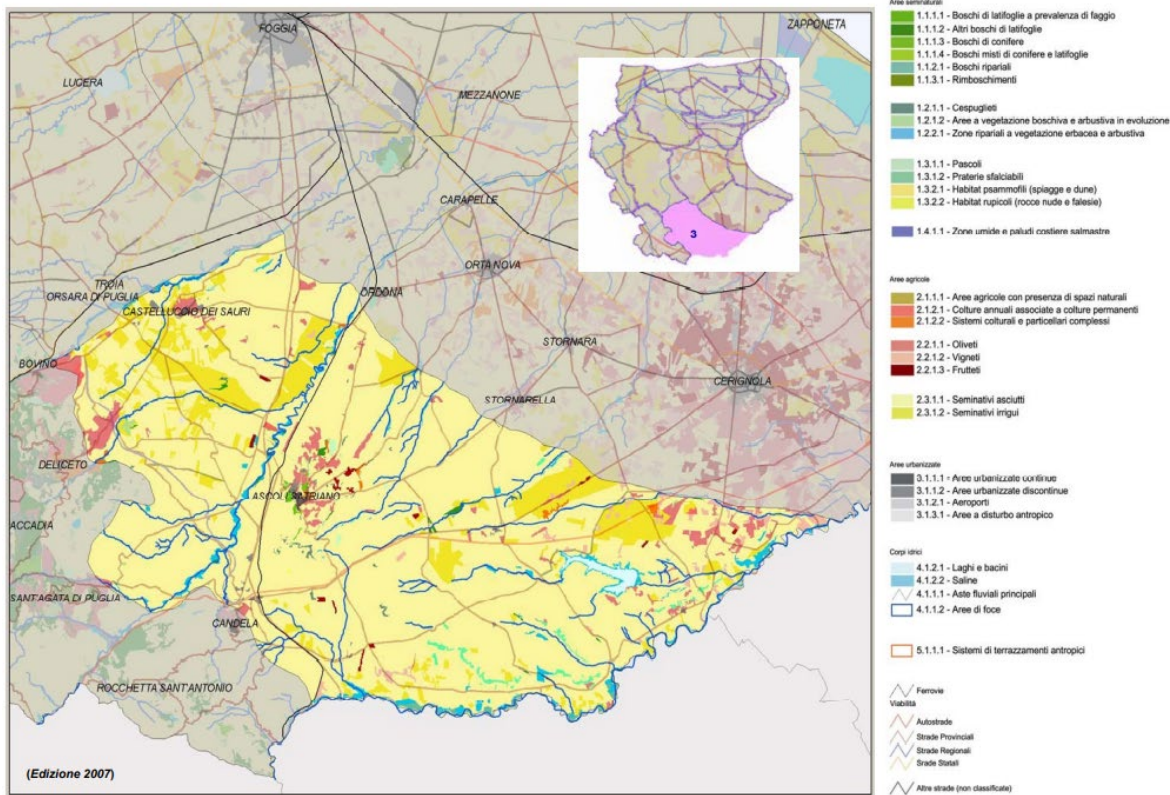 FOGGIA
ZAPPONETA
LUCERA
MEZZANONE
CARAPELLE
3
ORTA NOVA
TROIA
ORSARA DI PUGLIA
ORDONA
CASTELLUCCIO DEI SAURI
STORNARA
BOVINO
CERIGNOLA
STORNARELLA
DELICETO
ASCOLI SATRIANO
ACCADIA
SANT'AGATA DI PUGLIA
CANDELA
ROCCHETTA SANT'ANTONIO
(Edizione 2007)
Aree seminaturali
1.1.1.1 - Boschi di latifoglie a prevalenza di faggio
1.1.1.2 - Altri boschi di latifoglie
1.1.1.3 - Boschi di conifere
1.1.1.4 - Boschi misti di conifere e latifoglie
1.1.2.1 - Boschi ripariali
1.1.3.1 - Rimboschimenti
1.2.1.1 - Cespuglieti
1.2.1.2 - Aree a vegetazione boschiva e arbustiva in evoluzione
1.2.2.1 - Zone ripariali a vegetazione erbacea e arbustiva
1.3.1.1 - Pascoli
1.3.1.2 - Praterie sfalciabili
1.3.2.1 - Habitat psammofili (spiagge e dune)
1.3.2.2 - Habitat rupicoli (rocce nude e falesie)
1.4.1.1 - Zone umide e paludi costiere salmastre
Aree agricole
2.1.1.1 - Aree agricole con presenza di spazi naturali
2.1.2.1 - Colture annuali associate a colture permanenti
2.1.2.2 - Sistemi colturali e particellari complessi
2.2.1.1 - Oliveti
2.2.1.2 - Vigneti
2.2.1.3 - Frutteti
2.3.1.1 - Seminativi asciutti
2.3.1.2 - Seminativi irrigui
Aree urbanizzate
3.1.1.1 - Aree urbanizzate continue
3.1.1.2 - Aree urbanizzate discontinue
3.1.2.1 - Aeroporti
3.1.3.1 - Aree a disturbo antropico
Corpi idrici
4.1.2.1 - Laghi e bacini
4.1.2.2 - Saline
4.1.1.1 - Aste fluviali principali
4.1.1.2 - Aree di foce
5.1.1.1 - Sistemi di terrazzamenti antropici
Ferrovie
Viabilità
Autostrade
Strade Provinciali
Strade Regionali
Srade Statali
Altre strade (non classificate)